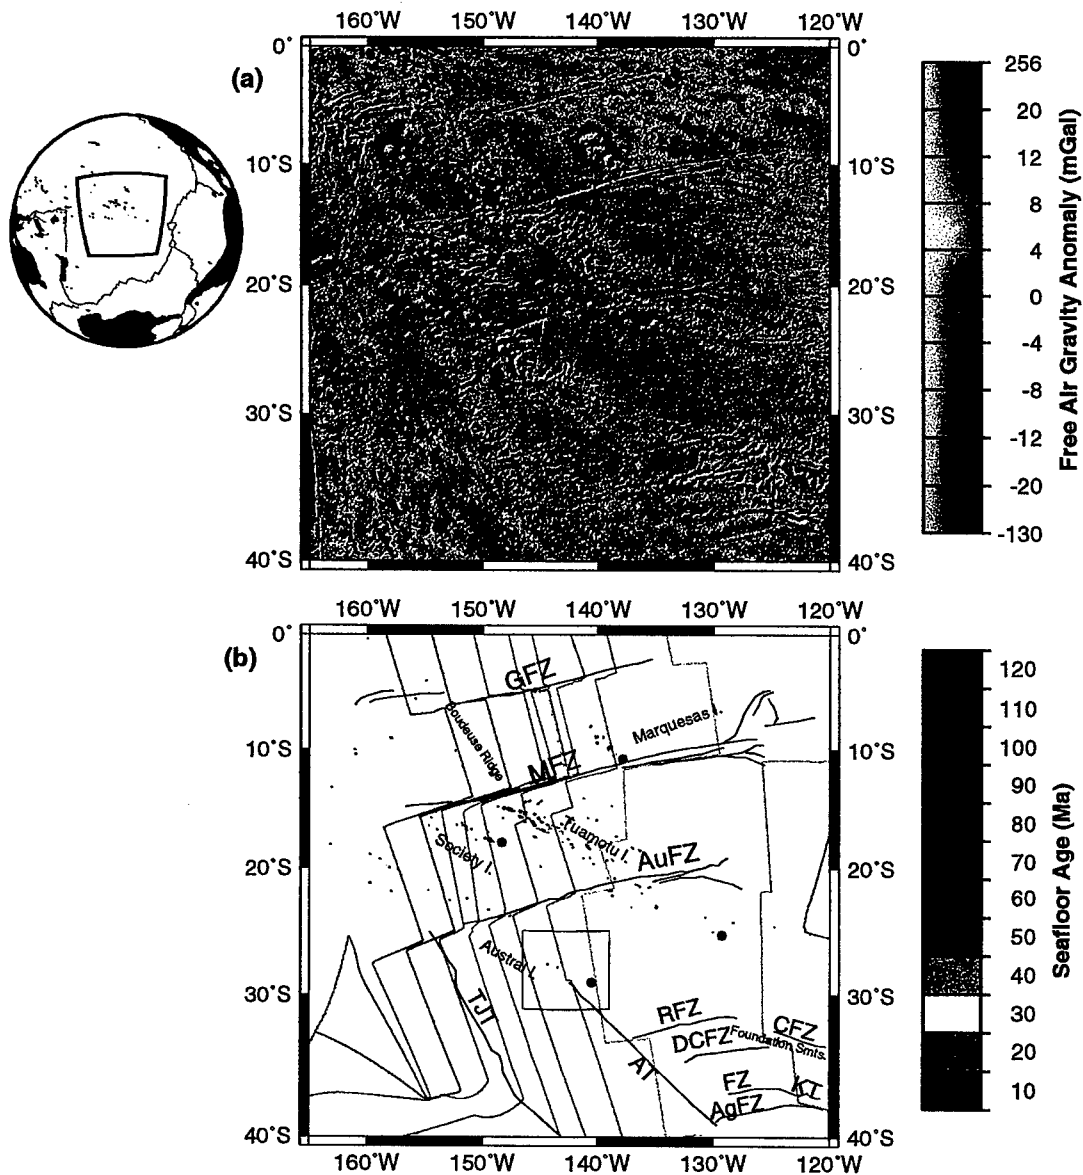 160°W 150°W 140°W 130°W 120°W
(a)
0°
0°
10°S
10°S
20°S
20°S
30°S
30°S
40°S
40°S
256
20
12
8
4
0
-4
-8
-12
-20
-130
Free Air Gravity Anomaly (mGal)
160°W 150°W 140°W 130°W 120°W
(b)
0°
0°
GFZ
Boudeuse Ridge
Marquesas I.
10°S
10°S
MFZ
Tuamotu I.
Society I.
AuFZ
20°S
20°S
Austral I.
30°S
30°S
TJT
RFZ
CFZ
DCFZ
Foundation Smts.
AT
FZ
KT
AgFZ
40°S
40°S
160°W 150°W 140°W 130°W 120°W
120
110
100
90
80
70
60
50
40
30
20
10
Seafloor Age (Ma)